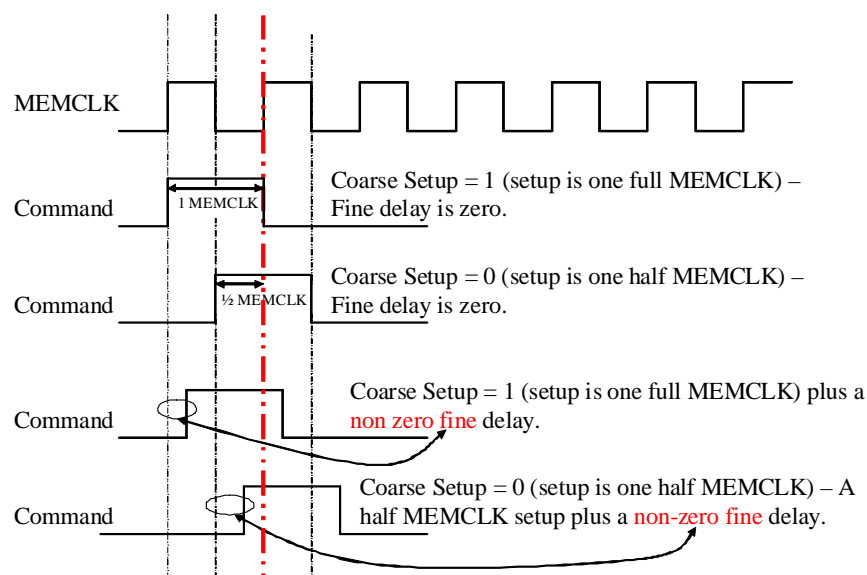 MEMCLK
Command
1 MEMCLK
Coarse Setup = 1 (setup is one full MEMCLK) –
Fine delay is zero.
Command
½ MEMCLK
Coarse Setup = 0 (setup is one half MEMCLK) –
Fine delay is zero.
Command
Coarse Setup = 1 (setup is one full MEMCLK) plus a
non zero fine delay.
Command
Coarse Setup = 0 (setup is one half MEMCLK) – A
half MEMCLK setup plus a non-zero fine delay.